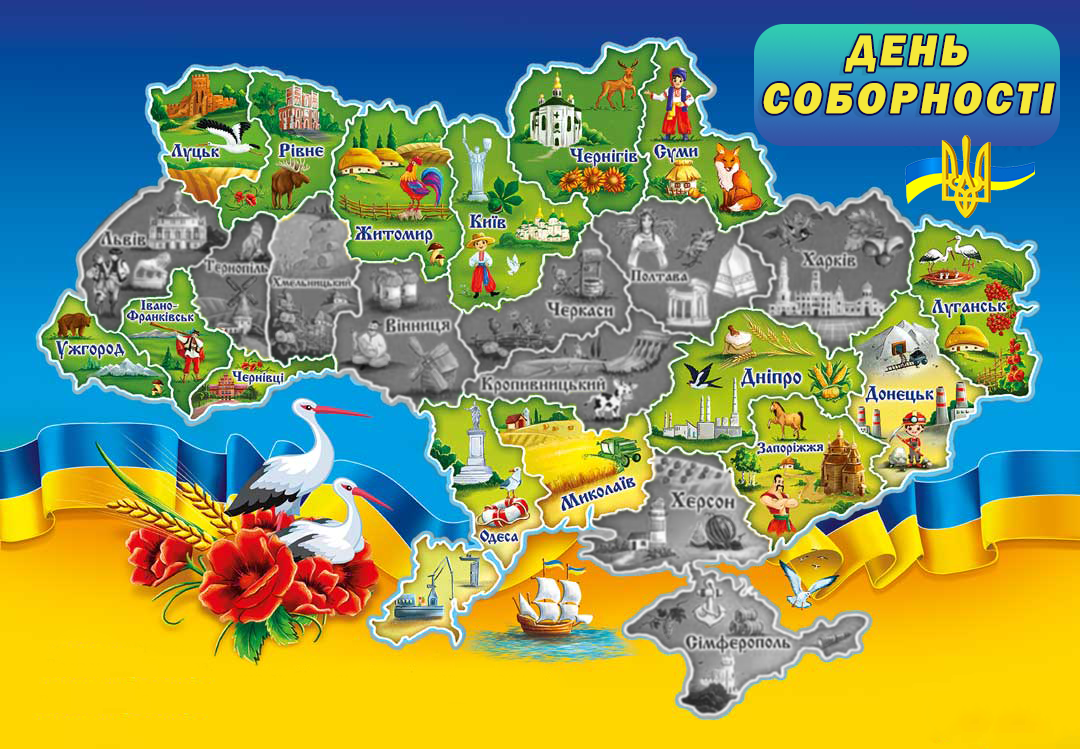 ДЕНЬ
СОБОРНОСТІ
Луцьк
Рівне
Житомир
Київ
Чернігів
Суми
Львів
Тернопіль
Хмельницький
Вінниця
Черкаси
Полтава
Харків
Луганськ
Ужгород
Івано-
Франківськ
Чернівці
Кропивницький
Дніпро
Донецьк
Запоріжжя
Одеса
Миколаїв
Херсон
Сімферополь